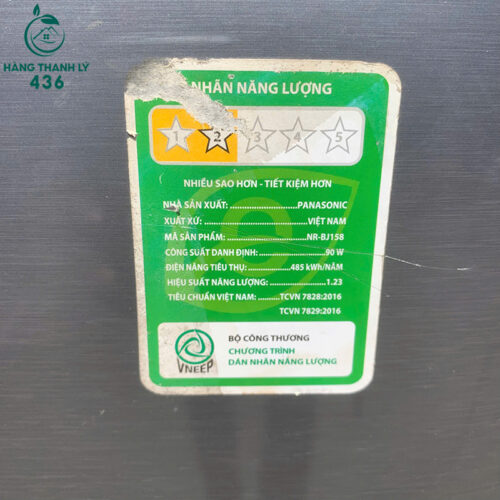 HÀNG THANH LÝ
436
NHÃN NĂNG LƯỢNG
1 2 3 4 5
NHIỀU SAO HƠN - TIẾT KIỆM HƠN
NHÀ SẢN XUẤT:..............................PANASONIC
XUẤT XỨ:....................................VIỆT NAM
MÃ SẢN PHẨM:..............................NR-BJ158
CÔNG SUẤT DANH ĐỊNH:..............................90 W
ĐIỆN NĂNG TIÊU THỤ:....................485 kWh/NĂM
HIỆU SUẤT NĂNG LƯỢNG:..............................1.23
TIÊU CHUẨN VIỆT NAM:..............TCVN 7828:2016
TCVN 7829:2016
BỘ CÔNG THƯƠNG
CHƯƠNG TRÌNH
DÁN NHÃN NĂNG LƯỢNG
VNEEP